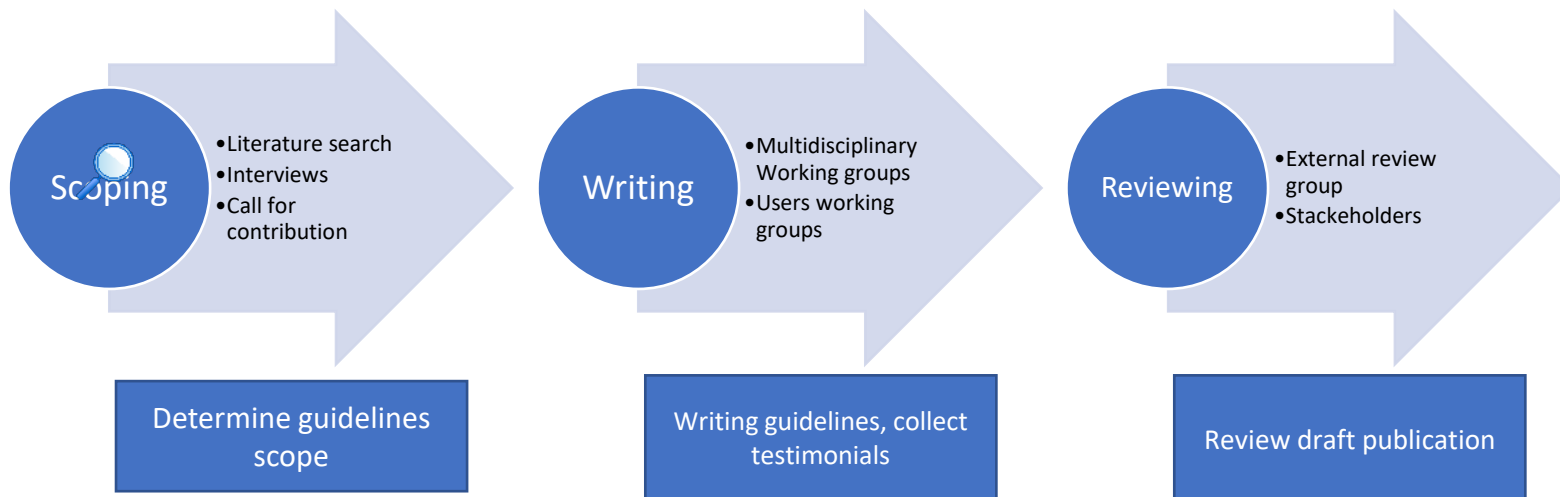 Scoping
•Literature search
•Interviews
•Call for
contribution
Determine guidelines
scope
Writing
•Multidisciplinary
Working groups
•Users working
groups
Writing guidelines, collect
testimonials
Reviewing
•External review
group
•Stackeholders
Review draft publication